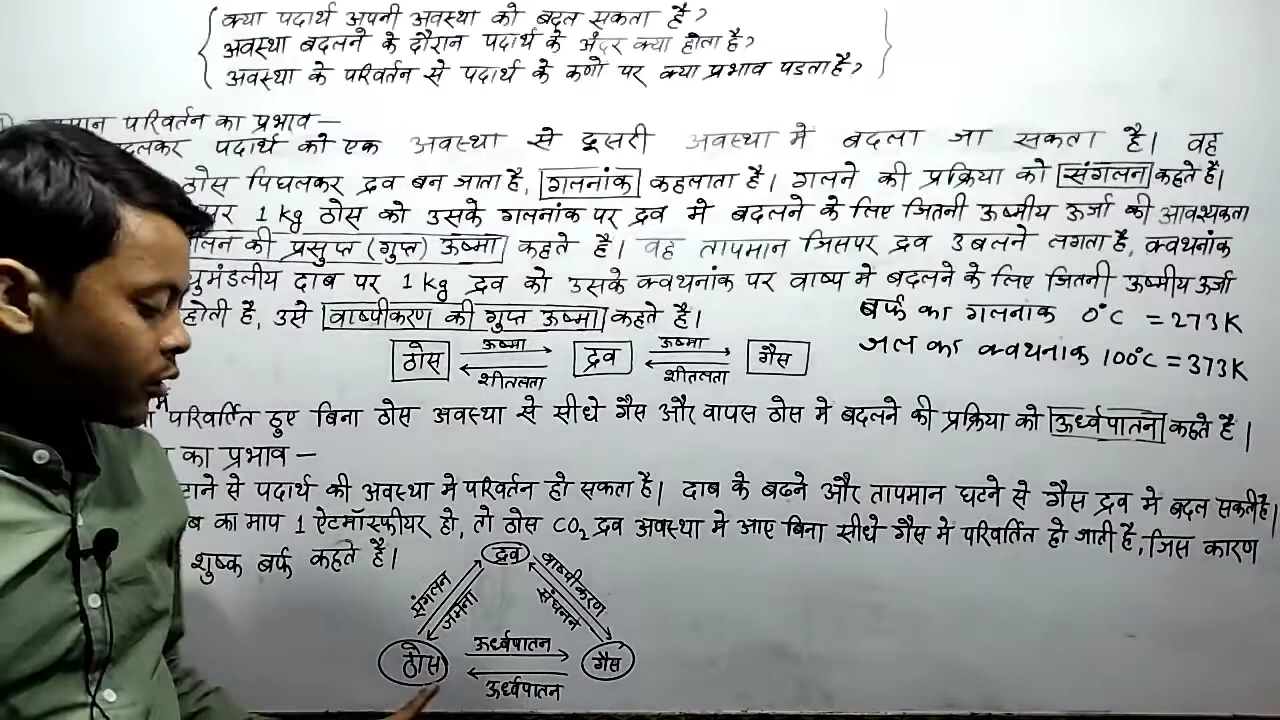 क्या पदार्थ अपनी अवस्था को बदल सकता है?
अवस्था बदलने के दौरान पदार्थ के अंदर क्या होता है?
अवस्था के परिवर्तन से पदार्थ के कणो पर क्या प्रभाव पडता है?
परिवर्तन का प्रभाव —
पदार्थ को एक अवस्था से दूसरी अवस्था मे बदला जा सकता है। वह
ठोस पिघलकर द्रव बन जाता है, गलनांक कहलाता है। गलने की प्रक्रिया को संगलन कहते है।
पर 1 kg ठोस को उसके गलनांक पर द्रव मे बदलने के लिए जितनी ऊष्मीय ऊर्जा की आवश्यकता
की प्रसुप्त (गुप्त) ऊष्मा कहते है। वह तापमान जिसपर द्रव उबलने लगता है, क्वथनांक
दाब पर 1 kg द्रव को उसके क्वथनांक पर वाष्प मे बदलने के लिए जितनी ऊष्मीय ऊर्जा
होती है, उसे वाष्पीकरण की गुप्त ऊष्मा कहते है।
बर्फ का गलनांक 0°C = 273K
जल का क्वथनाक 100°C = 373K
ठोस ऊष्मा शीतलता द्रव ऊष्मा शीतलता गैस
परिवर्तित हुए बिना ठोस अवस्था से सीधे गैस और वापस ठोस मे बदलने की प्रक्रिया को ऊर्ध्वपातन कहते है।
का प्रभाव —
से पदार्थ की अवस्था मे परिवर्तन हो सकता है। दाब के बढने और तापमान घटने से गैस द्रव मे बदल सकती है।
का माप 1 ऐटमॉस्फीयर हो, तो ठोस CO₂ द्रव अवस्था मे आए बिना सीधे गैस मे परिवर्तित हो जाती है, जिस कारण
शुष्क बर्फ कहते है।
द्रव
संगलन जमना वाष्पीकरण संघनन
ठोस ऊर्ध्वपातन गैस
ऊर्ध्वपातन